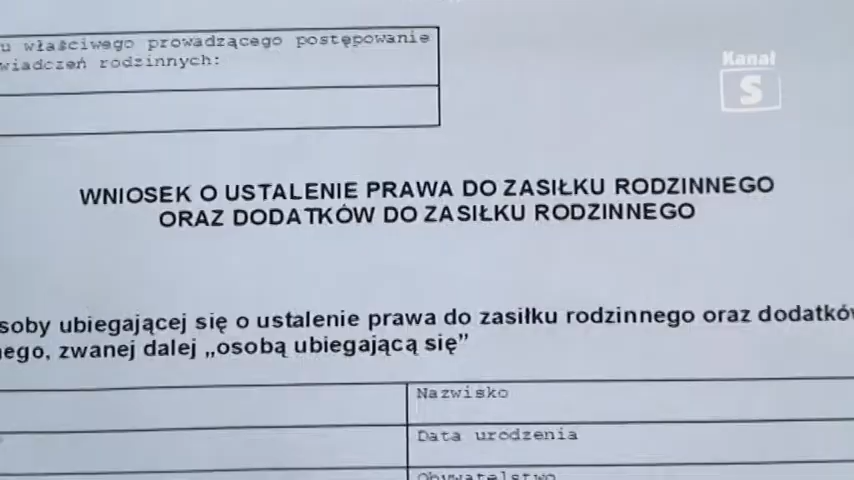 u właściwego prowadzącego postępowanie
wiadczeń rodzinnych:
Kanał
S
WNIOSEK O USTALENIE PRAWA DO ZASIŁKU RODZINNEGO
ORAZ DODATKÓW DO ZASIŁKU RODZINNEGO
soby ubiegającej się o ustalenie prawa do zasiłku rodzinnego oraz dodatków
nego, zwanej dalej „osobą ubiegającą się”
Nazwisko
Data urodzenia
Obywatelstwo